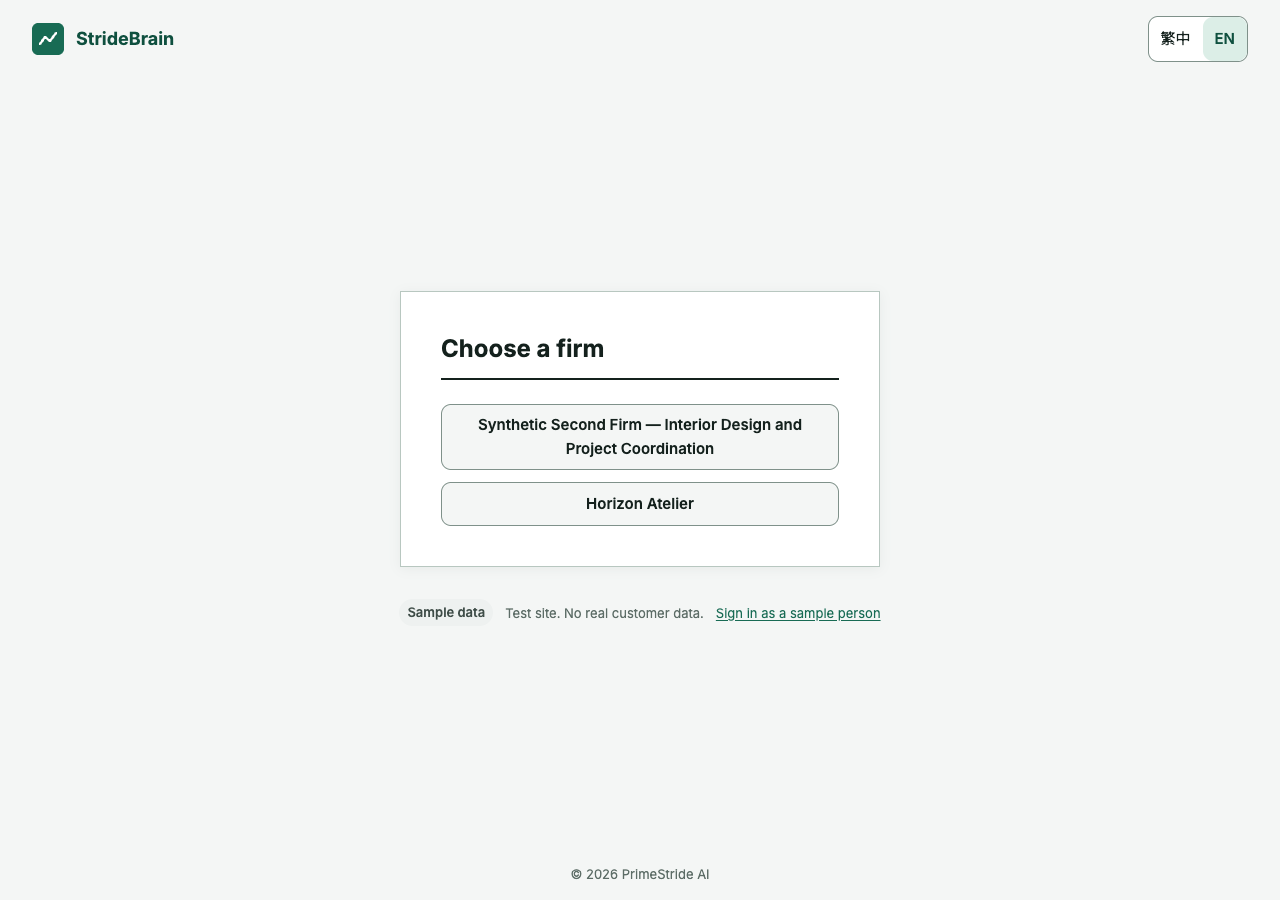 StrideBrain
繁中
EN
Choose a firm
Synthetic Second Firm — Interior Design and
Project Coordination
Horizon Atelier
Sample data
Test site. No real customer data.
Sign in as a sample person
© 2026 PrimeStride AI